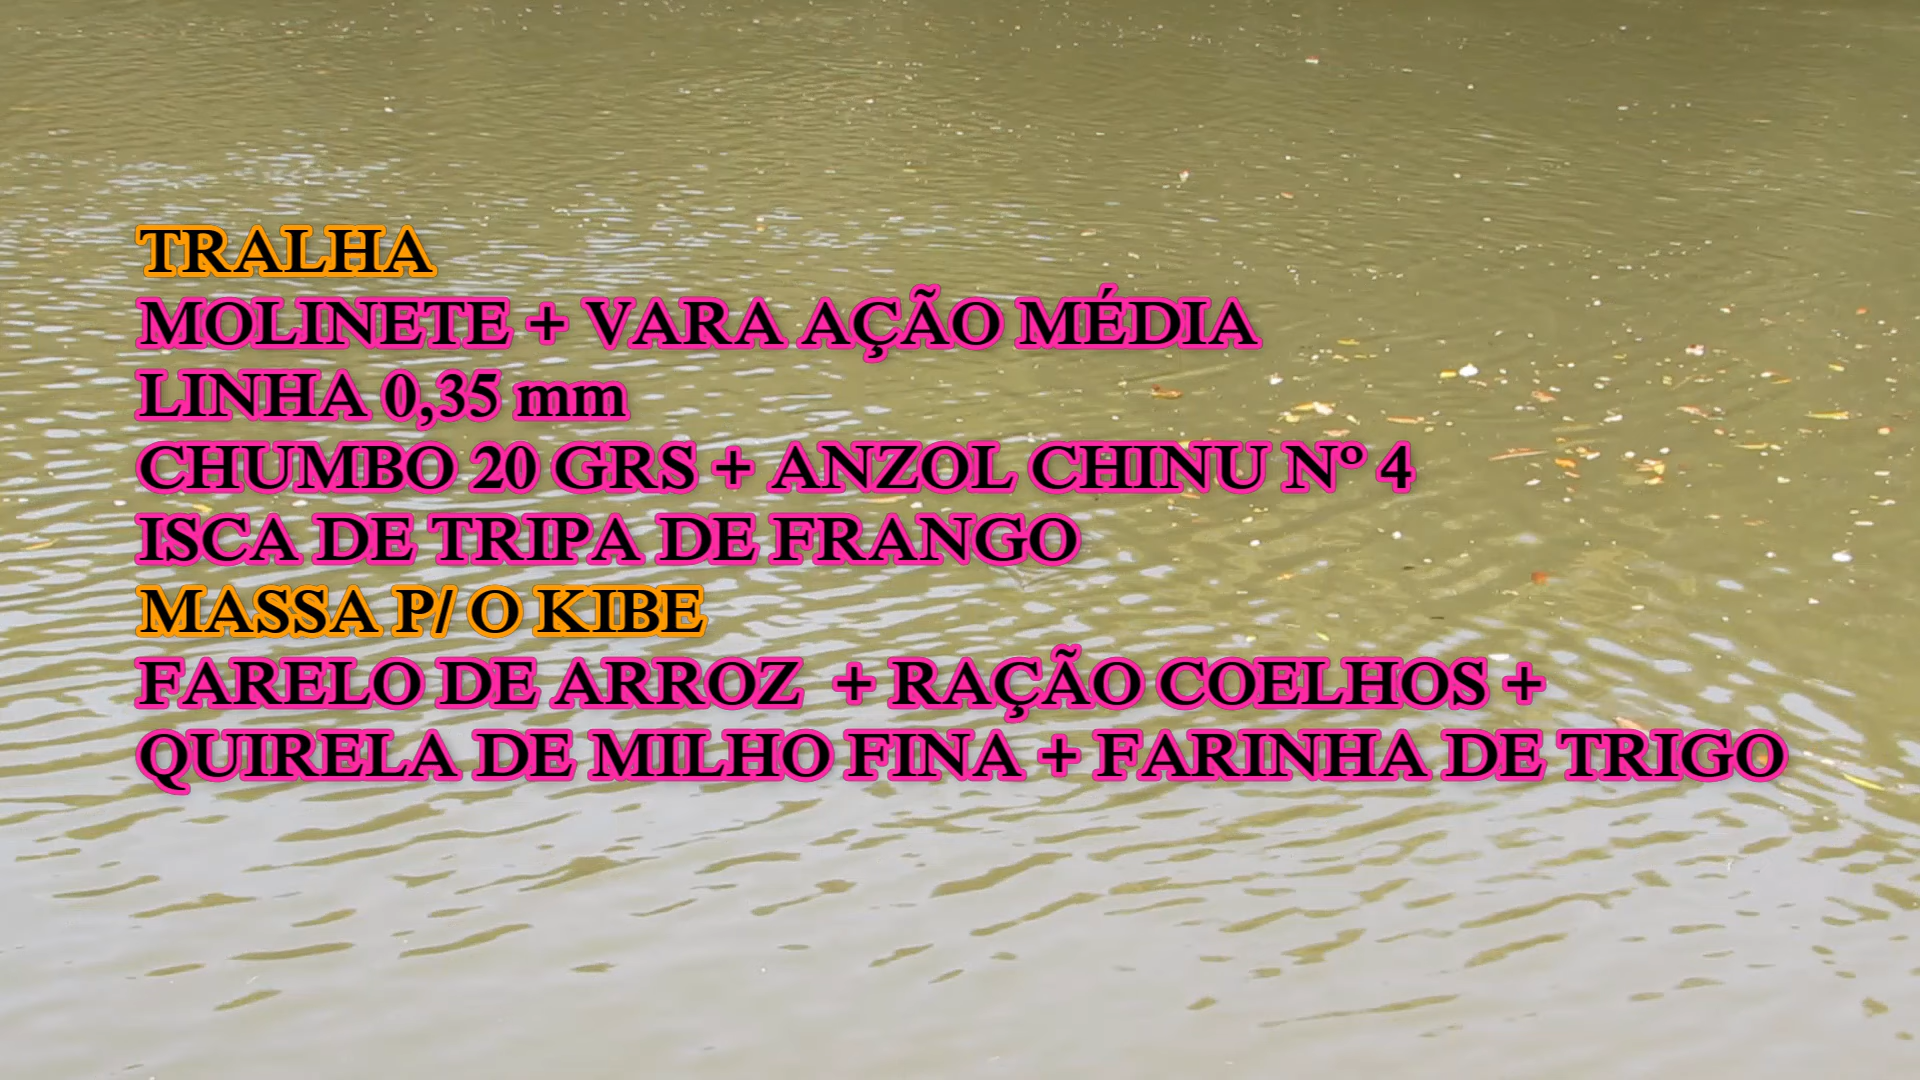 TRALHA
MOLINETE + VARA AÇÃO MÉDIA
LINHA 0,35 mm
CHUMBO 20 GRS + ANZOL CHINU Nº 4
ISCA DE TRIPA DE FRANGO
MASSA P/ O KIBE
FARELO DE ARROZ + RAÇÃO COELHOS +
QUIRELA DE MILHO FINA + FARINHA DE TRIGO